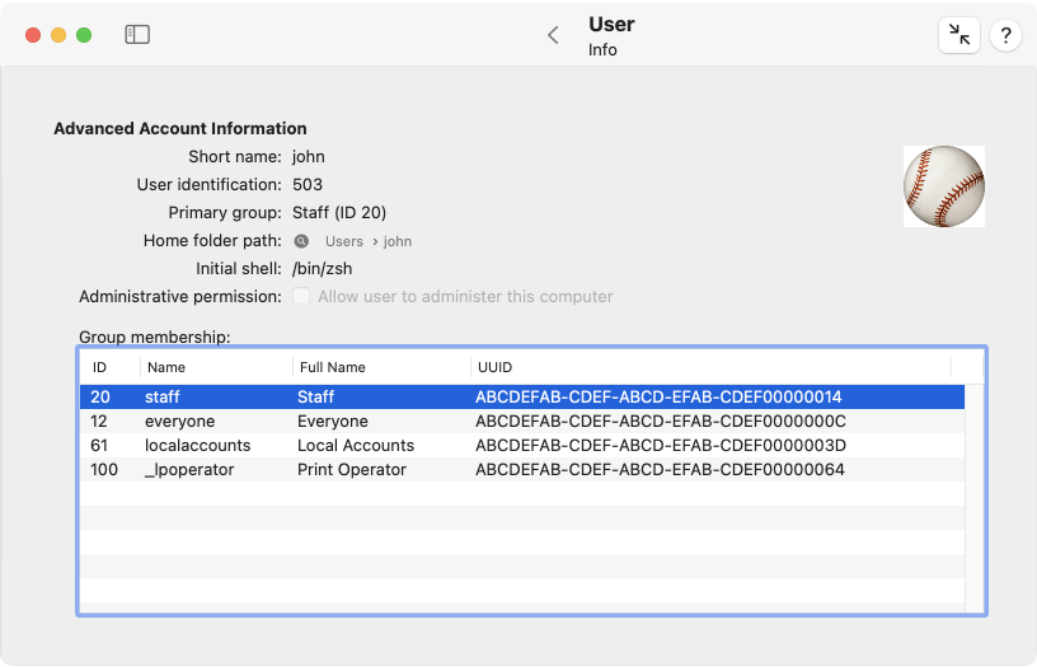 User
Info
?
Advanced Account Information
Short name: john
User identification: 503
Primary group: Staff (ID 20)
Home folder path: Users › john
Initial shell: /bin/zsh
Administrative permission: Allow user to administer this computer
Group membership:
ID Name Full Name UUID
20 staff Staff ABCDEFAB-CDEF-ABCD-EFAB-CDEF00000014
12 everyone Everyone ABCDEFAB-CDEF-ABCD-EFAB-CDEF0000000C
61 localaccounts Local Accounts ABCDEFAB-CDEF-ABCD-EFAB-CDEF0000003D
100 _lpoperator Print Operator ABCDEFAB-CDEF-ABCD-EFAB-CDEF00000064